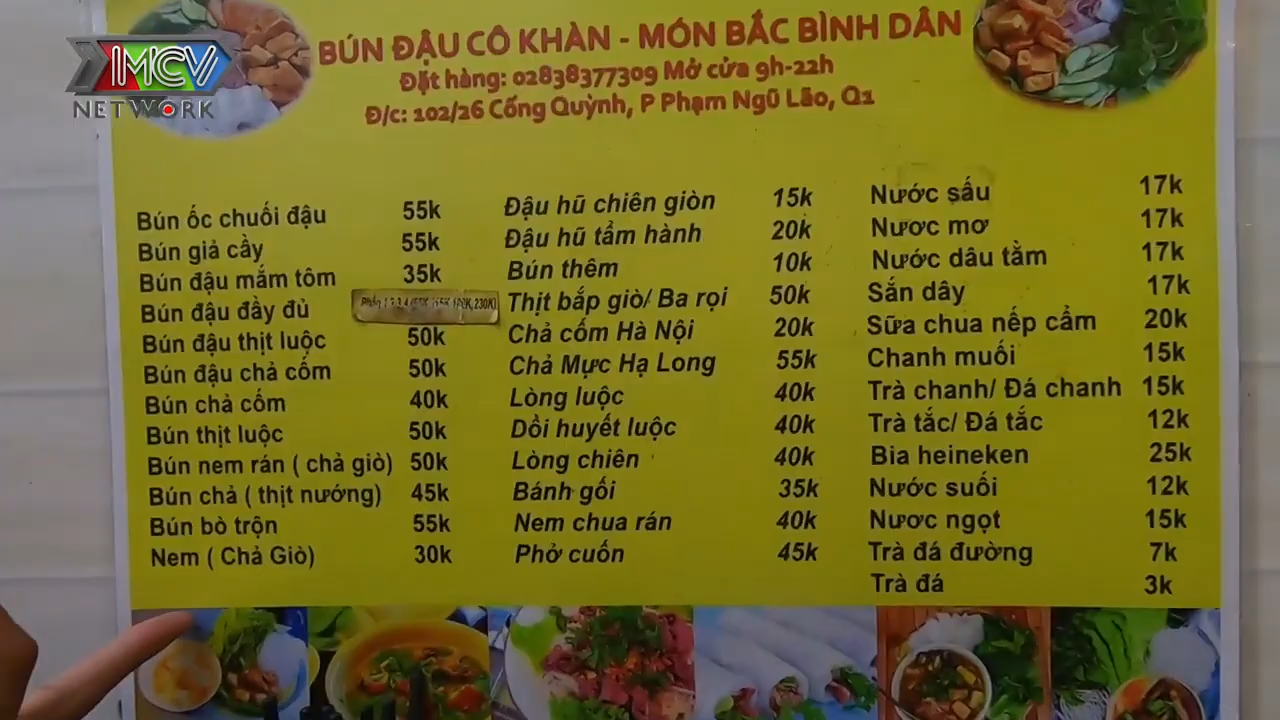 MCV
NETWORK
BÚN ĐẬU CÔ KHÀN - MÓN BẮC BÌNH DÂN
Đặt hàng: 02838377309 Mở cửa 9h-22h
Đ/c: 102/26 Cống Quỳnh, P Phạm Ngũ Lão, Q1
Bún ốc chuối đậu 55k
Bún giả cầy 55k
Bún đậu mắm tôm 35k
Bún đậu đầy đủ
Bún đậu thịt luộc 50k
Bún đậu chả cốm 50k
Bún chả cốm 40k
Bún thịt luộc 50k
Bún nem rán ( chả giò) 50k
Bún chả ( thịt nướng) 45k
Bún bò trộn 55k
Nem ( Chả Giò) 30k
Đậu hũ chiên giòn 15k
Đậu hũ tẩm hành 20k
Bún thêm 10k
Thịt bắp giò/ Ba rọi 50k
Chả cốm Hà Nội 20k
Chả Mực Hạ Long 55k
Lòng luộc 40k
Dồi huyết luộc 40k
Lòng chiên 40k
Bánh gối 35k
Nem chua rán 40k
Phở cuốn 45k
Nước sấu 17k
Nươc mơ 17k
Nước dâu tằm 17k
Sắn dây 17k
Sữa chua nếp cẩm 20k
Chanh muối 15k
Trà chanh/ Đá chanh 15k
Trà tắc/ Đá tắc 12k
Bia heineken 25k
Nước suối 12k
Nươc ngọt 15k
Trà đá đường 7k
Trà đá 3k